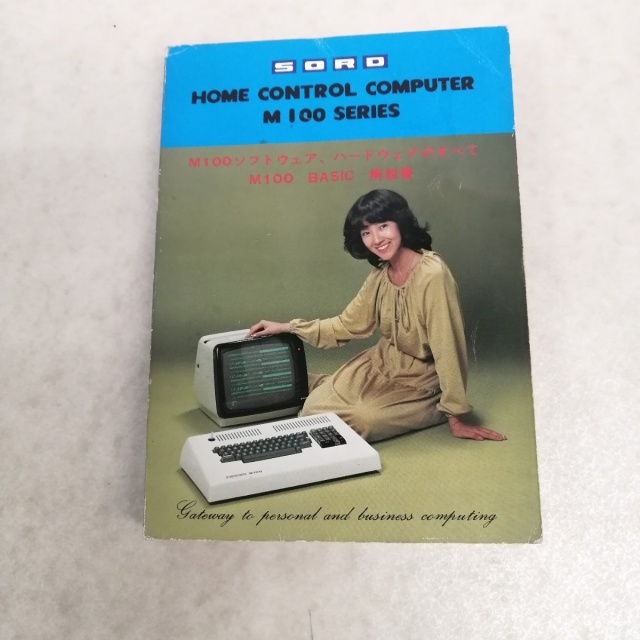 SORD
HOME CONTROL COMPUTER
M100 SERIES
M100ソフトウェア、ハードウェアのすべて
M100 BASIC 解説書
Gateway to personal and business computing